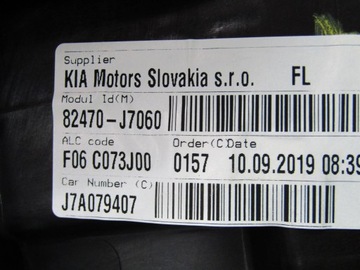 Supplier
KIA Motors Slovakia s.r.o. FL
Modul Id(M)
82470-J7060
ALC code Order(C)Date
F06 C073J00 0157 10.09.2019 08:39
Car Number (C)
J7A079407